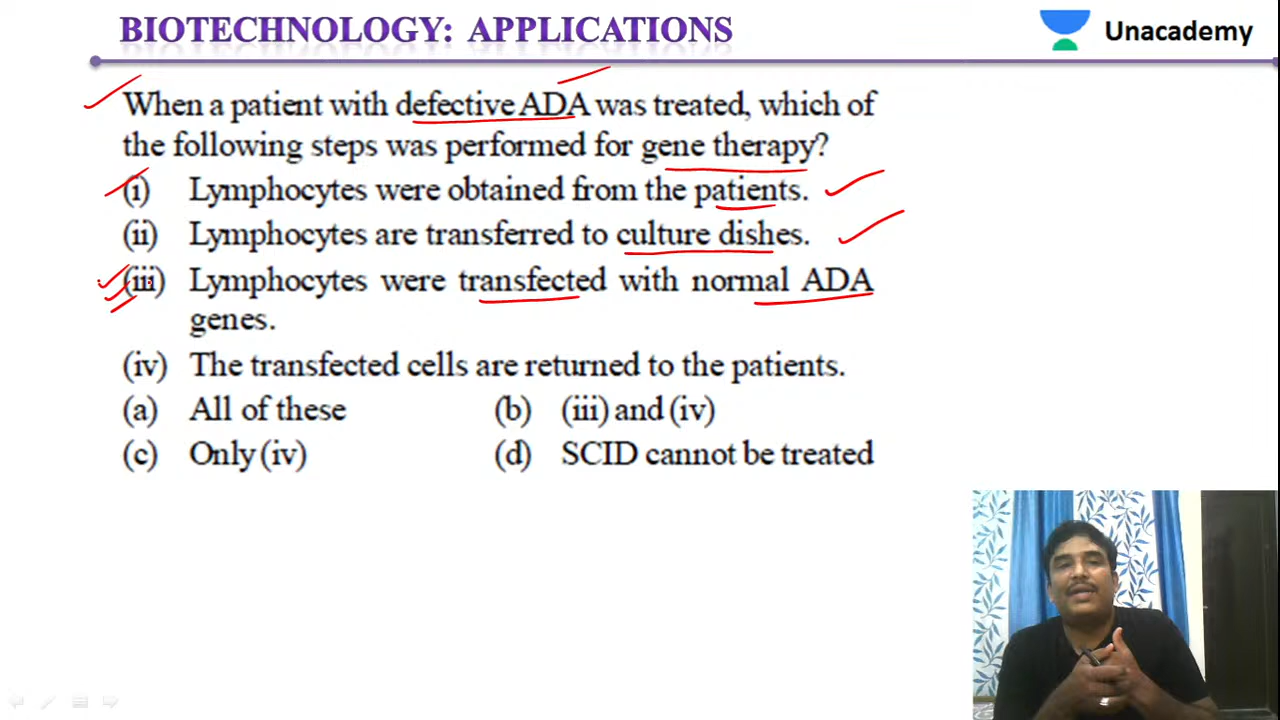 BIOTECHNOLOGY: APPLICATIONS
Unacademy
When a patient with defective ADA was treated, which of
the following steps was performed for gene therapy?
(i) Lymphocytes were obtained from the patients.
(ii) Lymphocytes are transferred to culture dishes.
(iii) Lymphocytes were transfected with normal ADA
genes.
(iv) The transfected cells are returned to the patients.
(a) All of these (b) (iii) and (iv)
(c) Only (iv) (d) SCID cannot be treated